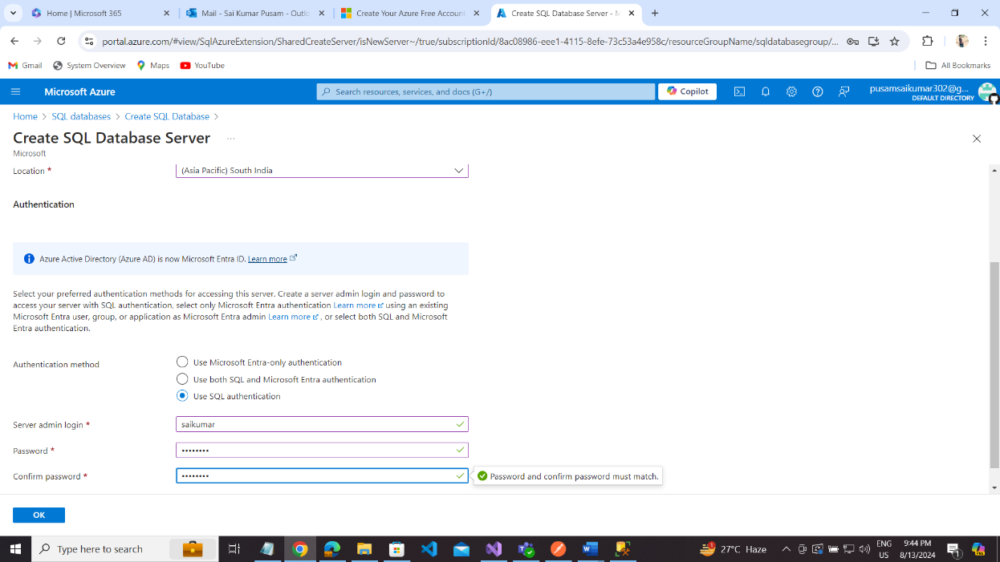 Home | Microsoft 365
Mail - Sai Kumar Pusam - Outlo
Create Your Azure Free Account
Create SQL Database Server - M
portal.azure.com/#view/SqlAzureExtension/SharedCreateServer/isNewServer~/true/subscriptionId/8ac08986-eee1-4115-8efe-73c53a4e958c/resourceGroupName/sqldatabasegroup/...
Gmail System Overview Maps YouTube All Bookmarks
Microsoft Azure Search resources, services, and docs (G+/) Copilot pusamsaikumar302@g...
DEFAULT DIRECTORY
Home > SQL databases > Create SQL Database >
Create SQL Database Server ...
Microsoft
Location * (Asia Pacific) South India
Authentication
Azure Active Directory (Azure AD) is now Microsoft Entra ID. Learn more
Select your preferred authentication methods for accessing this server. Create a server admin login and password to
access your server with SQL authentication, select only Microsoft Entra authentication Learn more using an existing
Microsoft Entra user, group, or application as Microsoft Entra admin Learn more , or select both SQL and Microsoft
Entra authentication.
Authentication method Use Microsoft Entra-only authentication
Use both SQL and Microsoft Entra authentication
Use SQL authentication
Server admin login * saikumar
Password * ••••••••
Confirm password * •••••••• Password and confirm password must match.
OK
Type here to search 1 27°C Haze ENG US 9:44 PM 8/13/2024 1